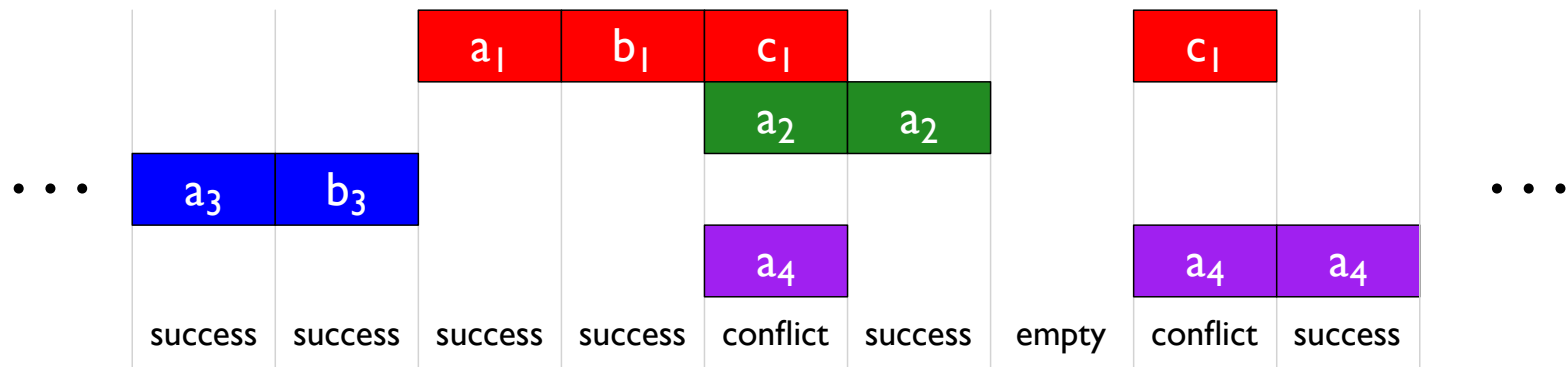 a₁ b₁ c₁ c₁
a₂ a₂
• • • a₃ b₃ • • •
a₄ a₄ a₄
success success success success conflict success empty conflict success